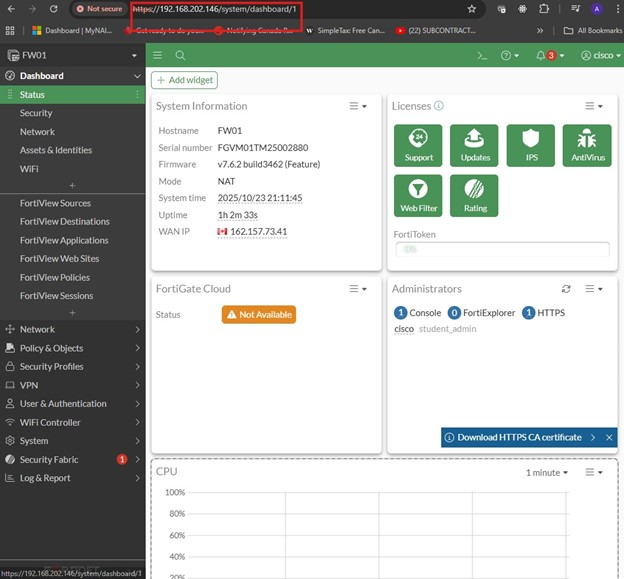 Not secure https://192.168.202.146/system/dashboard/1 A
Dashboard | MyNAI... Get ready to do your... Notifying Canada R... W SimpleTax: Free Can... (22) SUBCONTRACT... » All Bookmarks
FW01 >_ ? 3 cisco
Dashboard
+ Add widget
Status
Security
Network
Assets & Identities
WiFi
+
FortiView Sources
FortiView Destinations
FortiView Applications
FortiView Web Sites
FortiView Policies
FortiView Sessions
+
Network
Policy & Objects
Security Profiles
VPN
User & Authentication
WiFi Controller
System
Security Fabric 1
Log & Report
https://192.168.202.146/system/dashboard/1
System Information
Hostname FW01
Serial number FGVM01TM25002880
Firmware v7.6.2 build3462 (Feature)
Mode NAT
System time 2025/10/23 21:11:45
Uptime 1h 2m 33s
WAN IP 162.157.73.41
Licenses
24
Support Updates IPS AntiVirus
Web Filter Rating
FortiToken
FortiGate Cloud
Status Not Available
Administrators
1 Console 0 FortiExplorer 1 HTTPS
cisco student_admin
Download HTTPS CA certificate
CPU 1 minute
100%
80%
60%
40%
20%